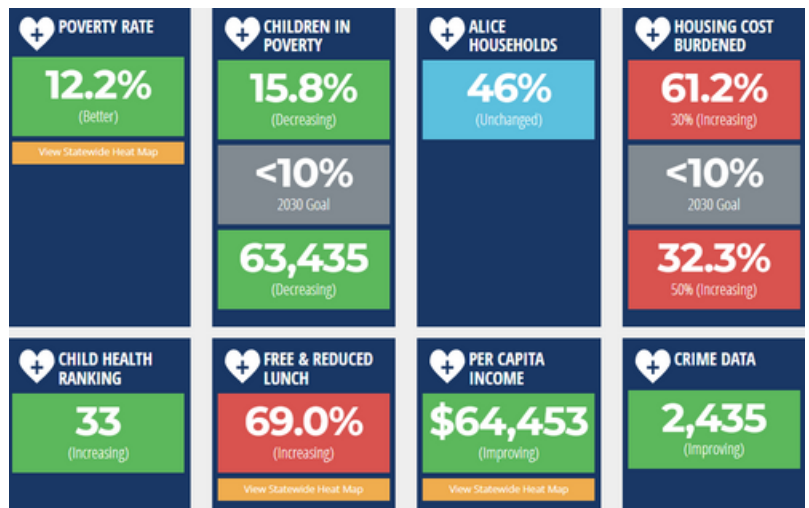 POVERTY RATE
12.2%
(Better)
View Statewide Heat Map
CHILDREN IN
POVERTY
15.8%
(Decreasing)
<10%
2030 Goal
63,435
(Decreasing)
ALICE
HOUSEHOLDS
46%
(Unchanged)
HOUSING COST
BURDENED
61.2%
30% (Increasing)
<10%
2030 Goal
32.3%
50% (Increasing)
CHILD HEALTH
RANKING
33
(Increasing)
FREE & REDUCED
LUNCH
69.0%
(Increasing)
View Statewide Heat Map
PER CAPITA
INCOME
$64,453
(Improving)
View Statewide Heat Map
CRIME DATA
2,435
(Improving)